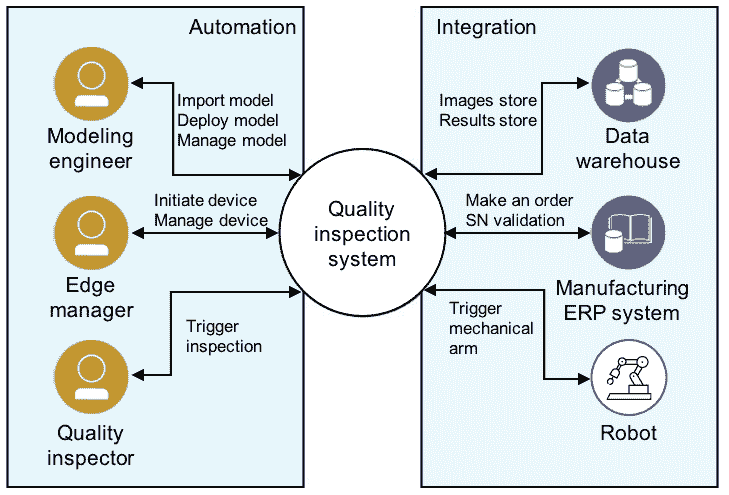 Automation
Import model
Deploy model
Manage model
Modeling
engineer
Initiate device
Manage device
Edge
manager
Trigger
inspection
Quality
inspector
Quality
inspection
system
Integration
Images store
Results store
Data
warehouse
Make an order
SN validation
Manufacturing
ERP system
Trigger
mechanical
arm
Robot